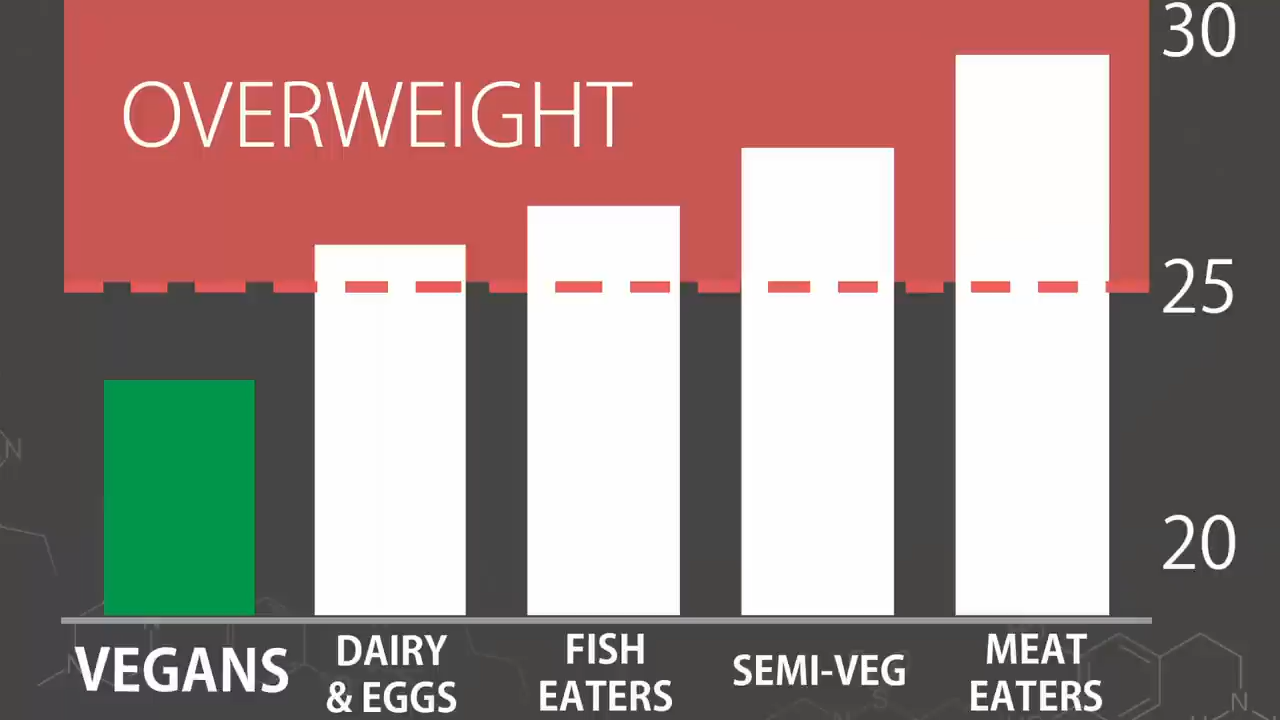 OVERWEIGHT
30
25
20
VEGANS
DAIRY
& EGGS
FISH
EATERS
SEMI-VEG
MEAT
EATERS
N
N
N
S
N